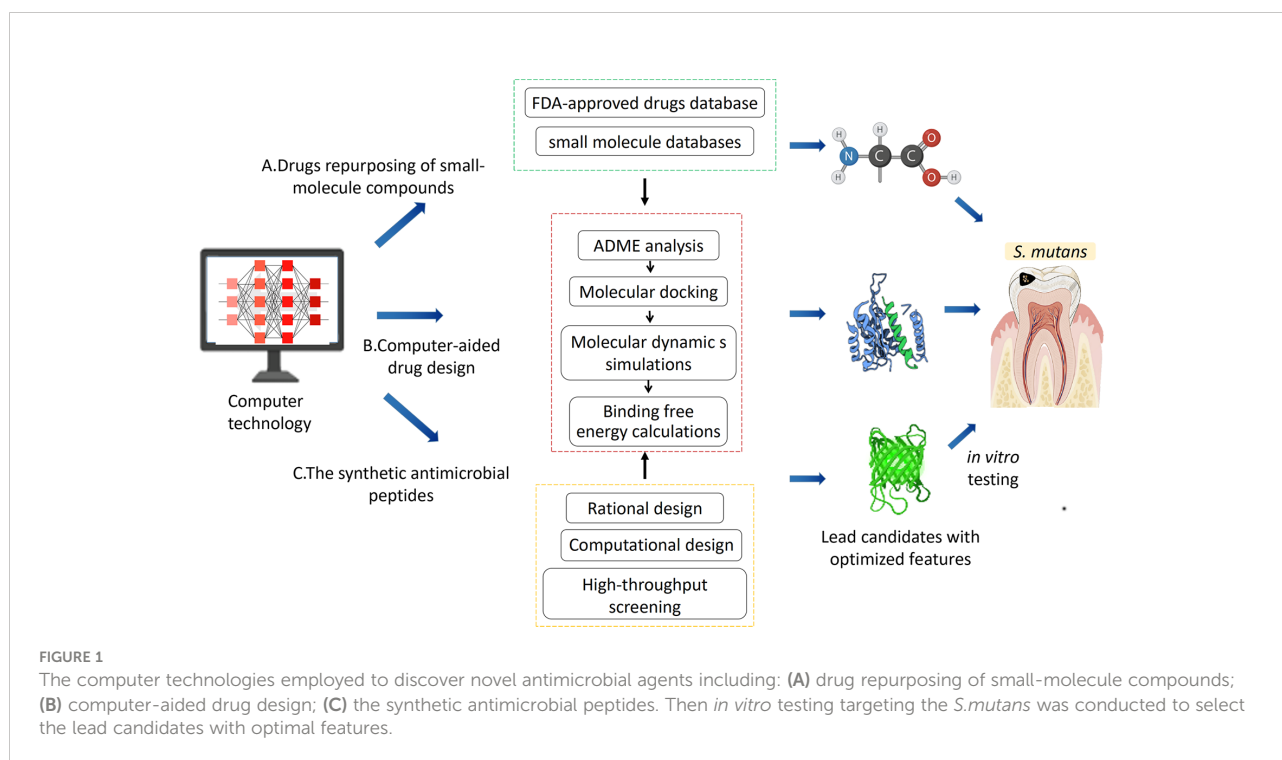 FDA-approved drugs database
small molecule databases
A.Drugs repurposing of small-
molecule compounds
N
C
C
O
O
H
H
H
H
ADME analysis
Molecular docking
Molecular dynamic s
simulations
Binding free
energy calculations
S. mutans
B.Computer-aided
drug design
Computer
technology
C.The synthetic antimicrobial
peptides
Rational design
Computational design
High-throughput
screening
in vitro
testing
Lead candidates with
optimized features
FIGURE 1
The computer technologies employed to discover novel antimicrobial agents including: (A) drug repurposing of small-molecule compounds;
(B) computer-aided drug design; (C) the synthetic antimicrobial peptides. Then in vitro testing targeting the S.mutans was conducted to select
the lead candidates with optimal features.